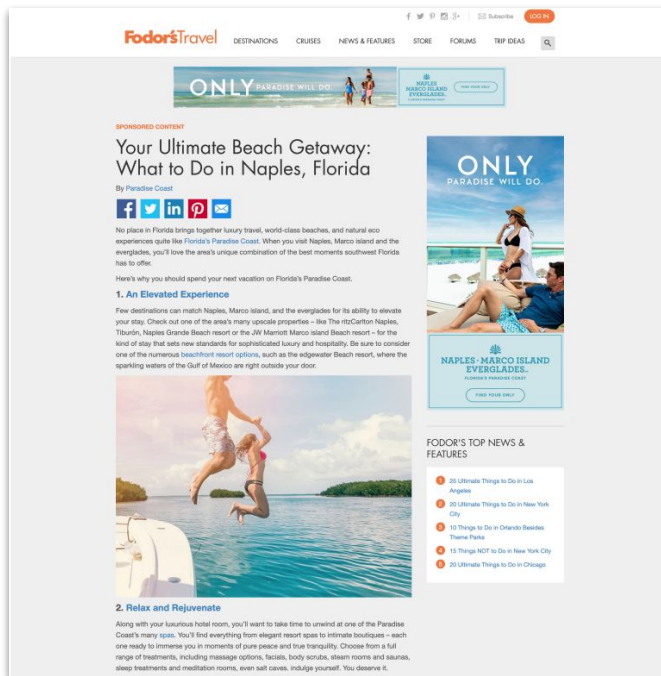 Subscribe
LOG IN
Fodor'sTravel
DESTINATIONS
CRUISES
NEWS & FEATURES
STORE
FORUMS
TRIP IDEAS
ONLY PARADISE WILL DO.
NAPLES
MARCO ISLAND
EVERGLADES
FLORIDA'S PARADISE COAST
FIND YOUR ONLY
SPONSORED CONTENT
Your Ultimate Beach Getaway:
What to Do in Naples, Florida
By Paradise Coast
No place in Florida brings together luxury travel, world-class beaches, and natural eco
experiences quite like Florida's Paradise Coast. When you visit Naples, Marco island and the
everglades, you'll love the area's unique combination of the best moments southwest Florida
has to offer.
Here's why you should spend your next vacation on Florida's Paradise Coast.
1. An Elevated Experience
Few destinations can match Naples, Marco island, and the everglades for its ability to elevate
your stay. Check out one of the area's many upscale properties – like The ritzCarlton Naples,
Tiburón, Naples Grande Beach resort or the JW Marriott Marco island Beach resort – for the
kind of stay that sets new standards for sophisticated luxury and hospitality. Be sure to consider
one of the numerous beachfront resort options, such as the edgewater Beach resort, where the
sparkling waters of the Gulf of Mexico are right outside your door.
2. Relax and Rejuvenate
Along with your luxurious hotel room, you'll want to take time to unwind at one of the Paradise
Coast's many spas. You'll find everything from elegant resort spas to intimate boutiques – each
one ready to immerse you in moments of pure peace and true tranquility. Choose from a full
range of treatments, including massage options, facials, body scrubs, steam rooms and saunas,
sleep treatments and meditation rooms, even salt caves. indulge yourself. You deserve it.
ONLY
PARADISE WILL DO.
NAPLES · MARCO ISLAND
EVERGLADES
FLORIDA'S PARADISE COAST
FIND YOUR ONLY
FODOR'S TOP NEWS &
FEATURES
1 25 Ultimate Things to Do in Los
Angeles
2 20 Ultimate Things to Do in New York
City
3 10 Things to Do in Orlando Besides
Theme Parks
4 15 Things NOT to Do in New York City
5 20 Ultimate Things to Do in Chicago